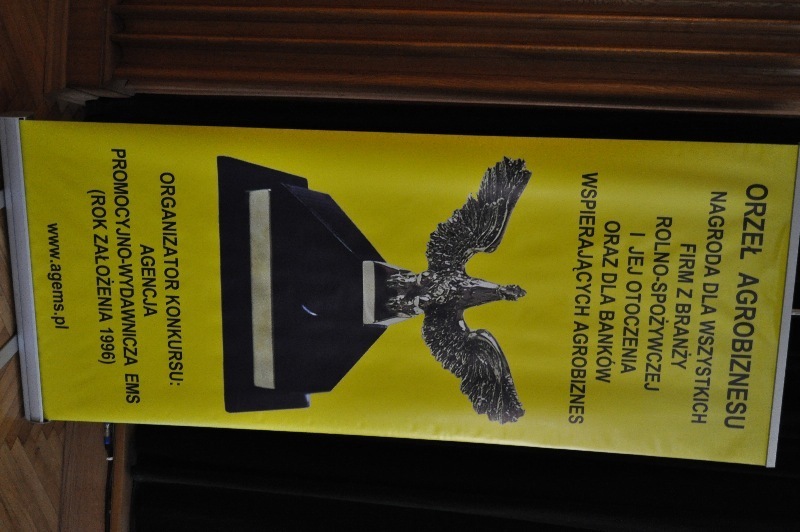 ORZEŁ AGROBIZNESU
NAGRODA DLA WSZYSTKICH
FIRM Z BRANŻY
ROLNO-SPOŻYWCZEJ
I JEJ OTOCZENIA
ORAZ DLA BANKÓW
WSPIERAJĄCYCH AGROBIZNES
ORGANIZATOR KONKURSU:
AGENCJA
PROMOCYJNO-WYDAWNICZA EMS
(ROK ZAŁOŻENIA 1996)
www.agems.pl